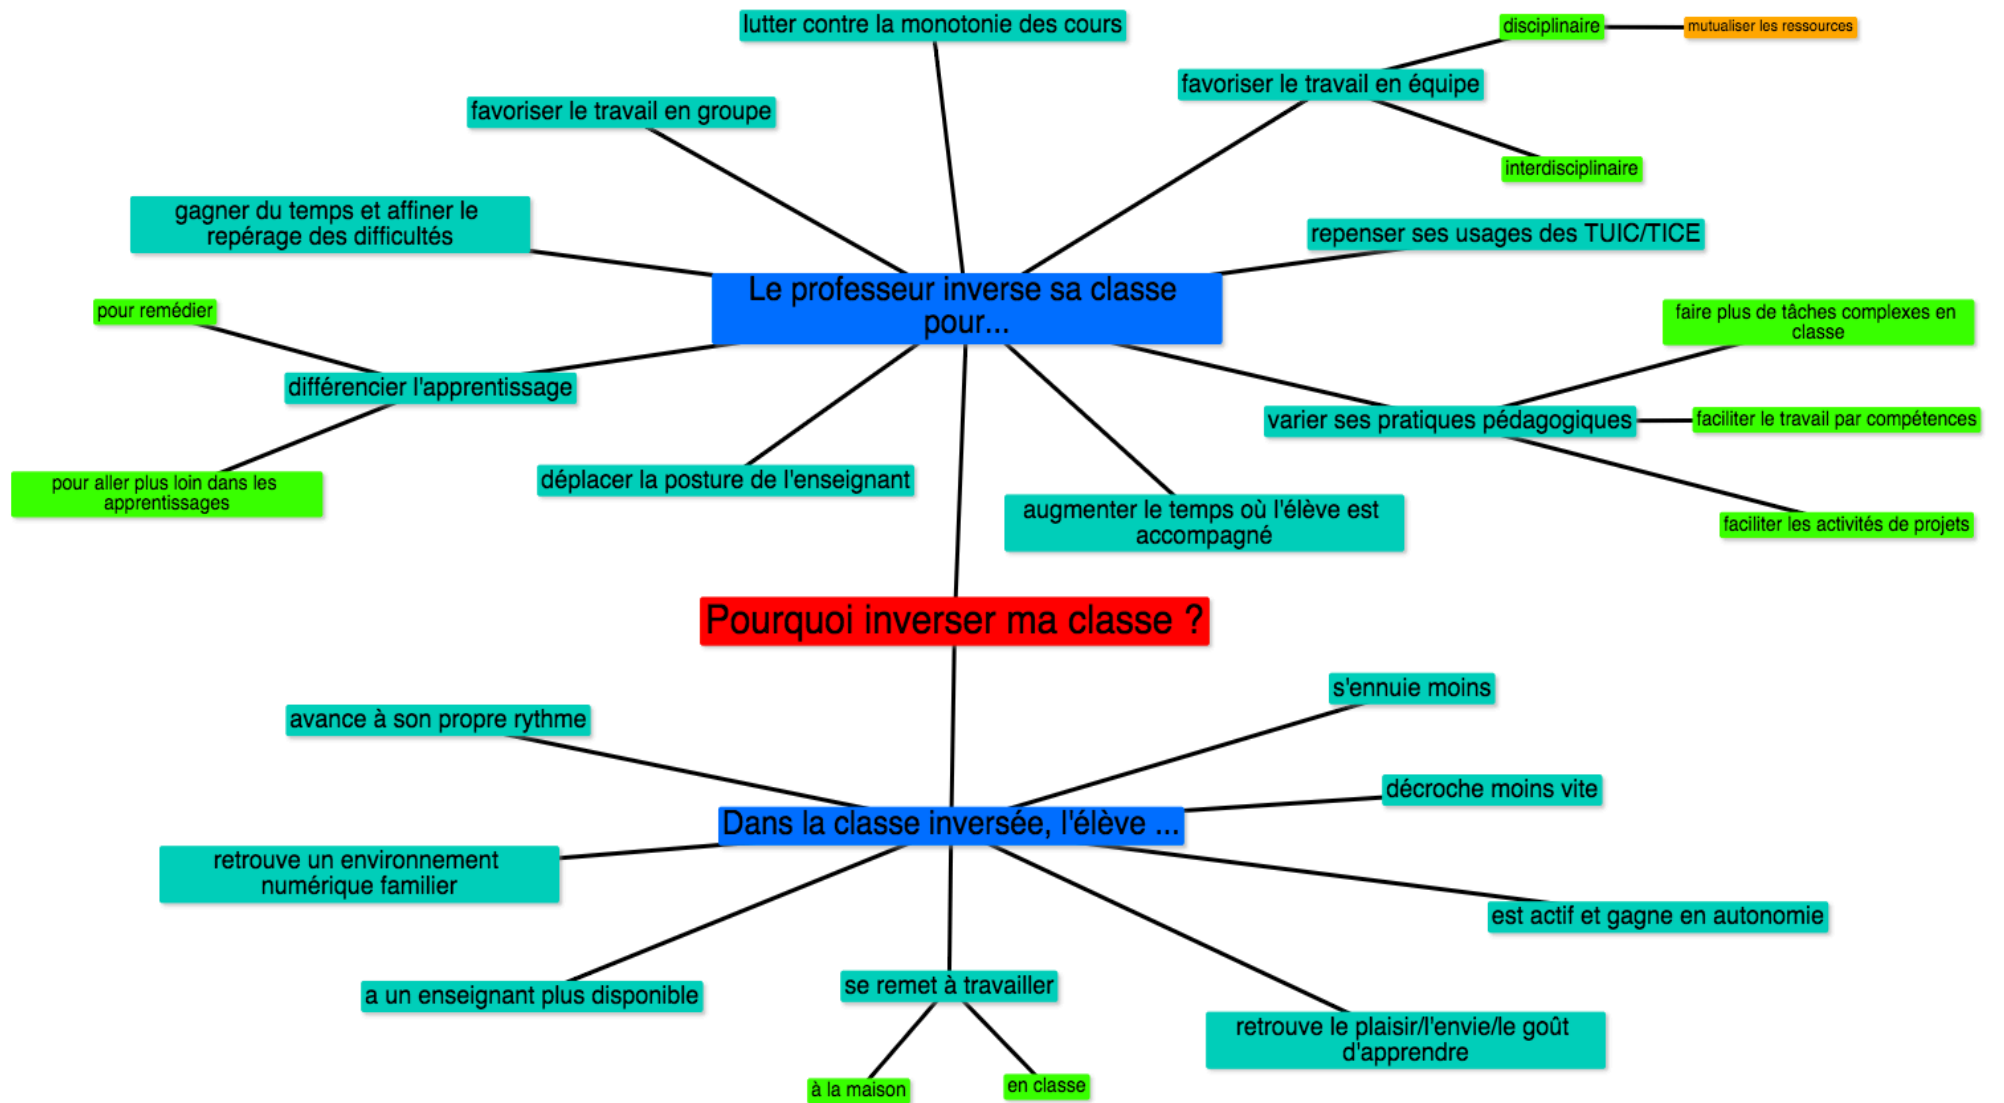 lutter contre la monotonie des cours
disciplinaire
mutualiser les ressources
favoriser le travail en équipe
favoriser le travail en groupe
interdisciplinaire
gagner du temps et affiner le
repérage des difficultés
repenser ses usages des TUIC/TICE
Le professeur inverse sa classe
pour...
pour remédier
faire plus de tâches complexes en
classe
différencier l'apprentissage
varier ses pratiques pédagogiques
faciliter le travail par compétences
pour aller plus loin dans les
apprentissages
déplacer la posture de l'enseignant
augmenter le temps où l'élève est
accompagné
faciliter les activités de projets
Pourquoi inverser ma classe ?
s'ennuie moins
avance à son propre rythme
décroche moins vite
Dans la classe inversée, l'élève ...
retrouve un environnement
numérique familier
est actif et gagne en autonomie
a un enseignant plus disponible
se remet à travailler
retrouve le plaisir/l'envie/le goût
d'apprendre
à la maison
en classe